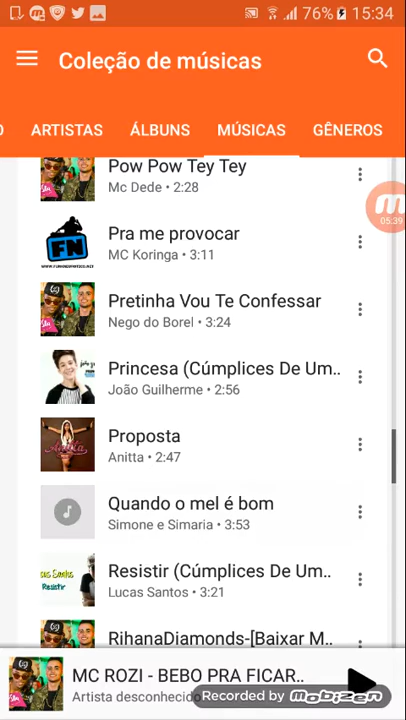 76% 15:34
Coleção de músicas
O ARTISTAS ÁLBUNS MÚSICAS GÊNEROS
Pow Pow Tey Tey
Mc Dede • 2:28
05:39
Pra me provocar
MC Koringa • 3:11
FN
Pretinha Vou Te Confessar
Nego do Borel • 3:24
Princesa (Cúmplices De Um..
João Guilherme • 2:56
Proposta
Anitta • 2:47
Anitta
Quando o mel é bom
Simone e Simaria • 3:53
Resistir (Cúmplices De Um..
Lucas Santos • 3:21
Resistir
RihanaDiamonds-[Baixar M..
MC ROZI - BEBO PRA FICAR..
Artista desconhecido
Recorded by Mobizen